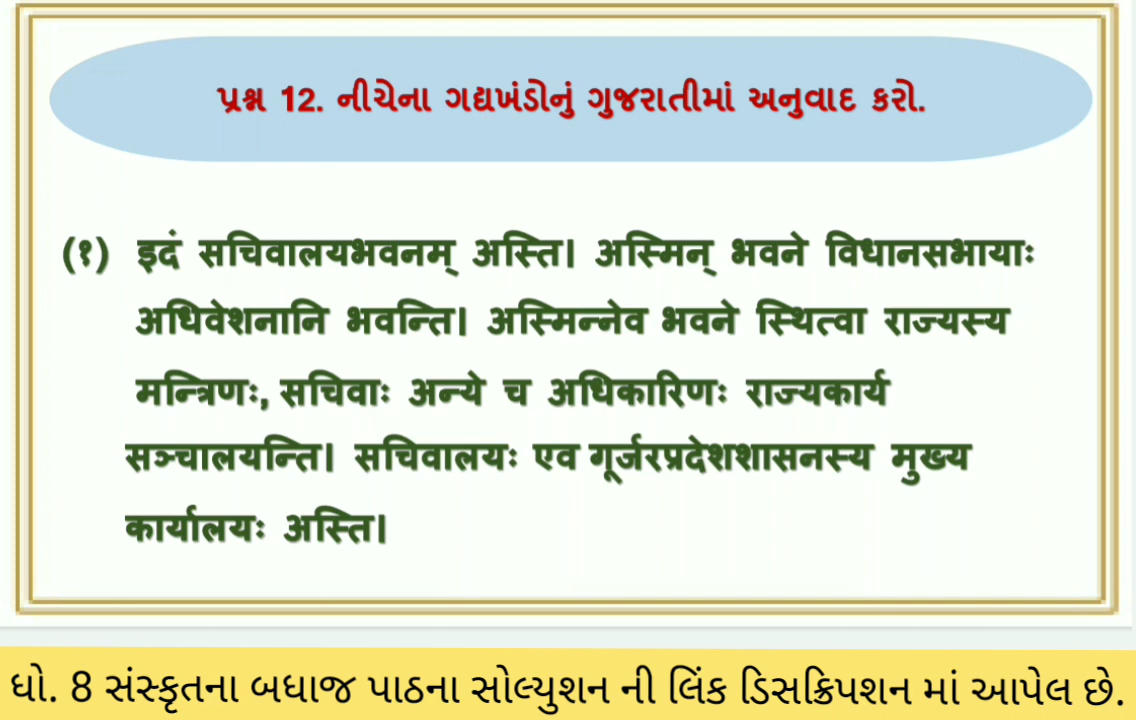 પ્રશ્ન 12. નીચેના ગદ્યખંડોનું ગુજરાતીમાં અનુવાદ કરો.
(१) इदं सचिवालयभवनम् अस्ति। अस्मिन् भवने विधानसभायाः
अधिवेशनानि भवन्ति। अस्मिन्नेव भवने स्थित्वा राज्यस्य
मन्त्रिणः, सचिवाः अन्ये च अधिकारिणः राज्यकार्य
सञ्चालयन्ति। सचिवालयः एव गूर्जरप्रदेशशासनस्य मुख्य
कार्यालयः अस्ति।
ધો. 8 સંસ્કૃતના બધાજ પાઠના સોલ્યુશન ની લિંક ડિસક્રિપશન માં આપેલ છે.